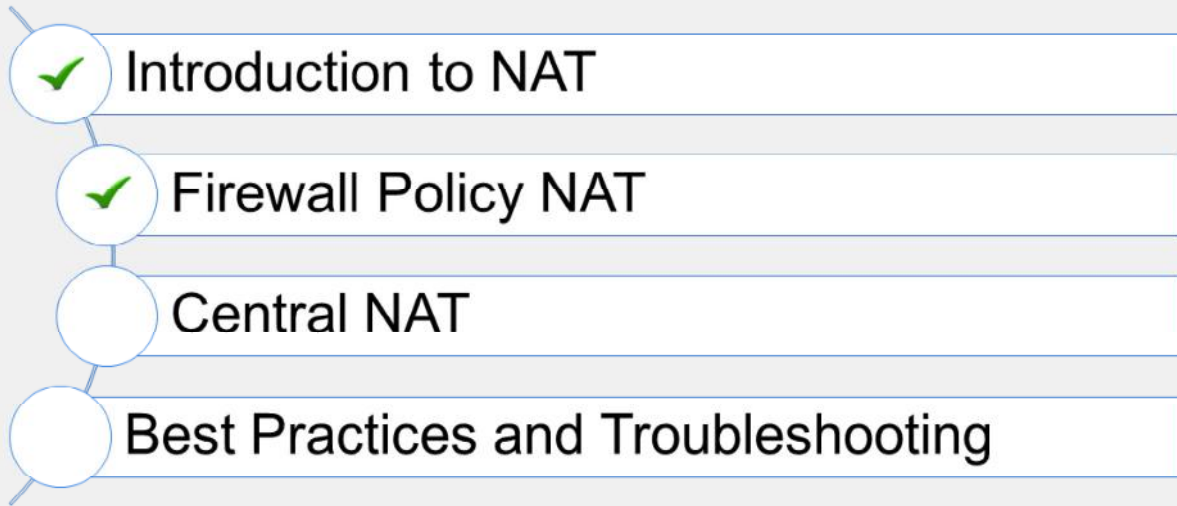 Introduction to NAT
Firewall Policy NAT
Central NAT
Best Practices and Troubleshooting